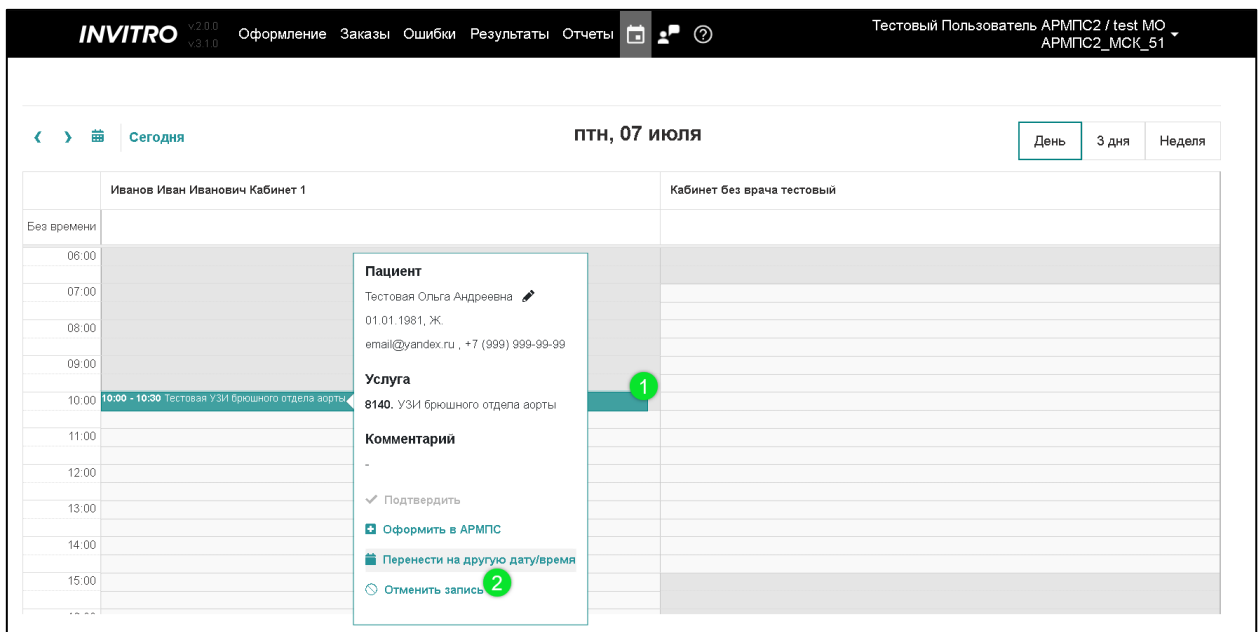 INVITRO v.2.0.0 v.3.1.0 Оформление Заказы Ошибки Результаты Отчеты
Тестовый Пользователь АРМПС2 / test МО
АРМПС2_МСК_51
Сегодня
птн, 07 июля
День 3 дня Неделя
Иванов Иван Иванович Кабинет 1
Кабинет без врача тестовый
Без времени
06:00
07:00
08:00
09:00
10:00
11:00
12:00
13:00
14:00
15:00
10:00 - 10:30 Тестовая УЗИ брюшного отдела аорты
1
Пациент
Тестовая Ольга Андреевна
01.01.1981, Ж.
email@yandex.ru , +7 (999) 999-99-99
Услуга
8140. УЗИ брюшного отдела аорты
Комментарий
-
Подтвердить
Оформить в АРМПС
Перенести на другую дату/время
2
Отменить запись